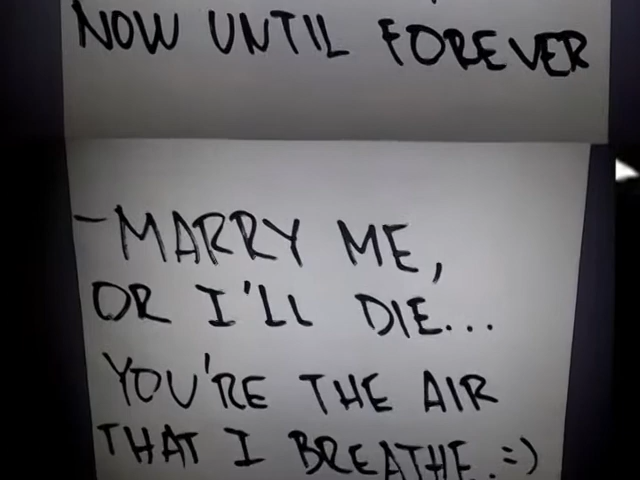 NOW UNTIL FOREVER
-MARRY ME,
OR I'LL DIE...
YOU'RE THE AIR
THAT I BREATHE.=)